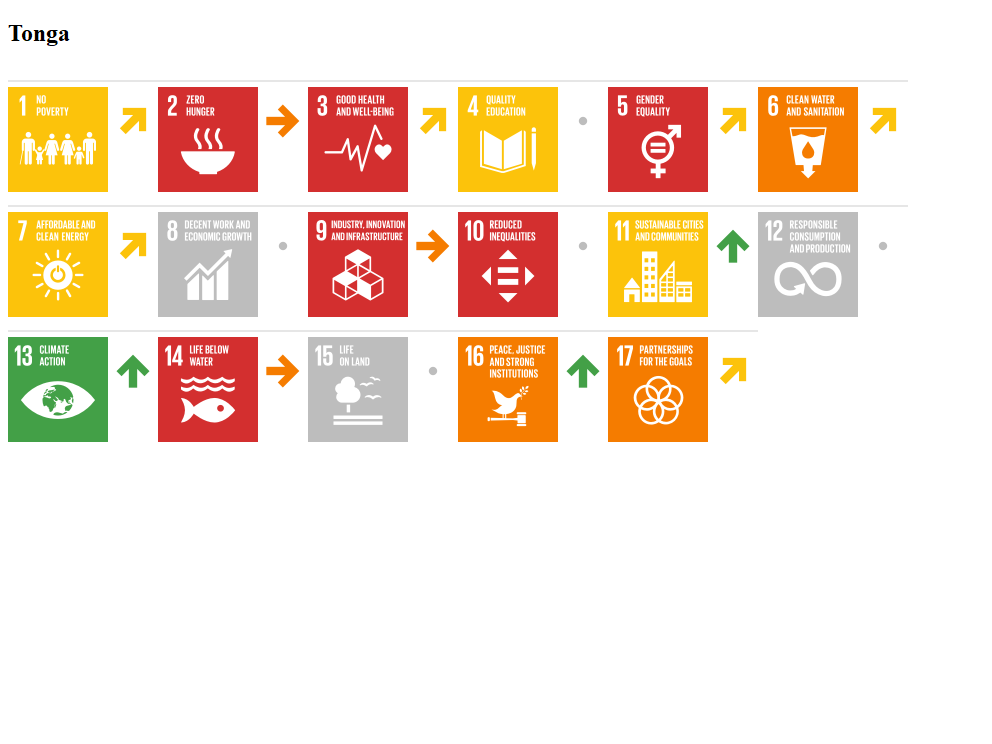 Tonga
1 NO
POVERTY
2 ZERO
HUNGER
3 GOOD HEALTH
AND WELL-BEING
4 QUALITY
EDUCATION
5 GENDER
EQUALITY
6 CLEAN WATER
AND SANITATION
7 AFFORDABLE AND
CLEAN ENERGY
8 DECENT WORK AND
ECONOMIC GROWTH
9 INDUSTRY, INNOVATION
AND INFRASTRUCTURE
10 REDUCED
INEQUALITIES
11 SUSTAINABLE CITIES
AND COMMUNITIES
12 RESPONSIBLE
CONSUMPTION
AND PRODUCTION
13 CLIMATE
ACTION
14 LIFE BELOW
WATER
15 LIFE
ON LAND
16 PEACE, JUSTICE
AND STRONG
INSTITUTIONS
17 PARTNERSHIPS
FOR THE GOALS